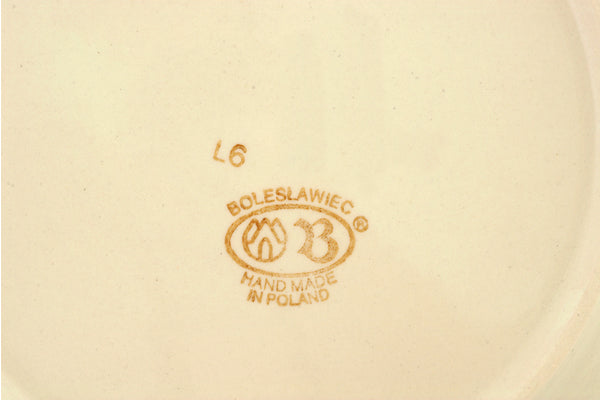 L6
BOLESŁAWIEC®
B
HAND MADE
IN POLAND